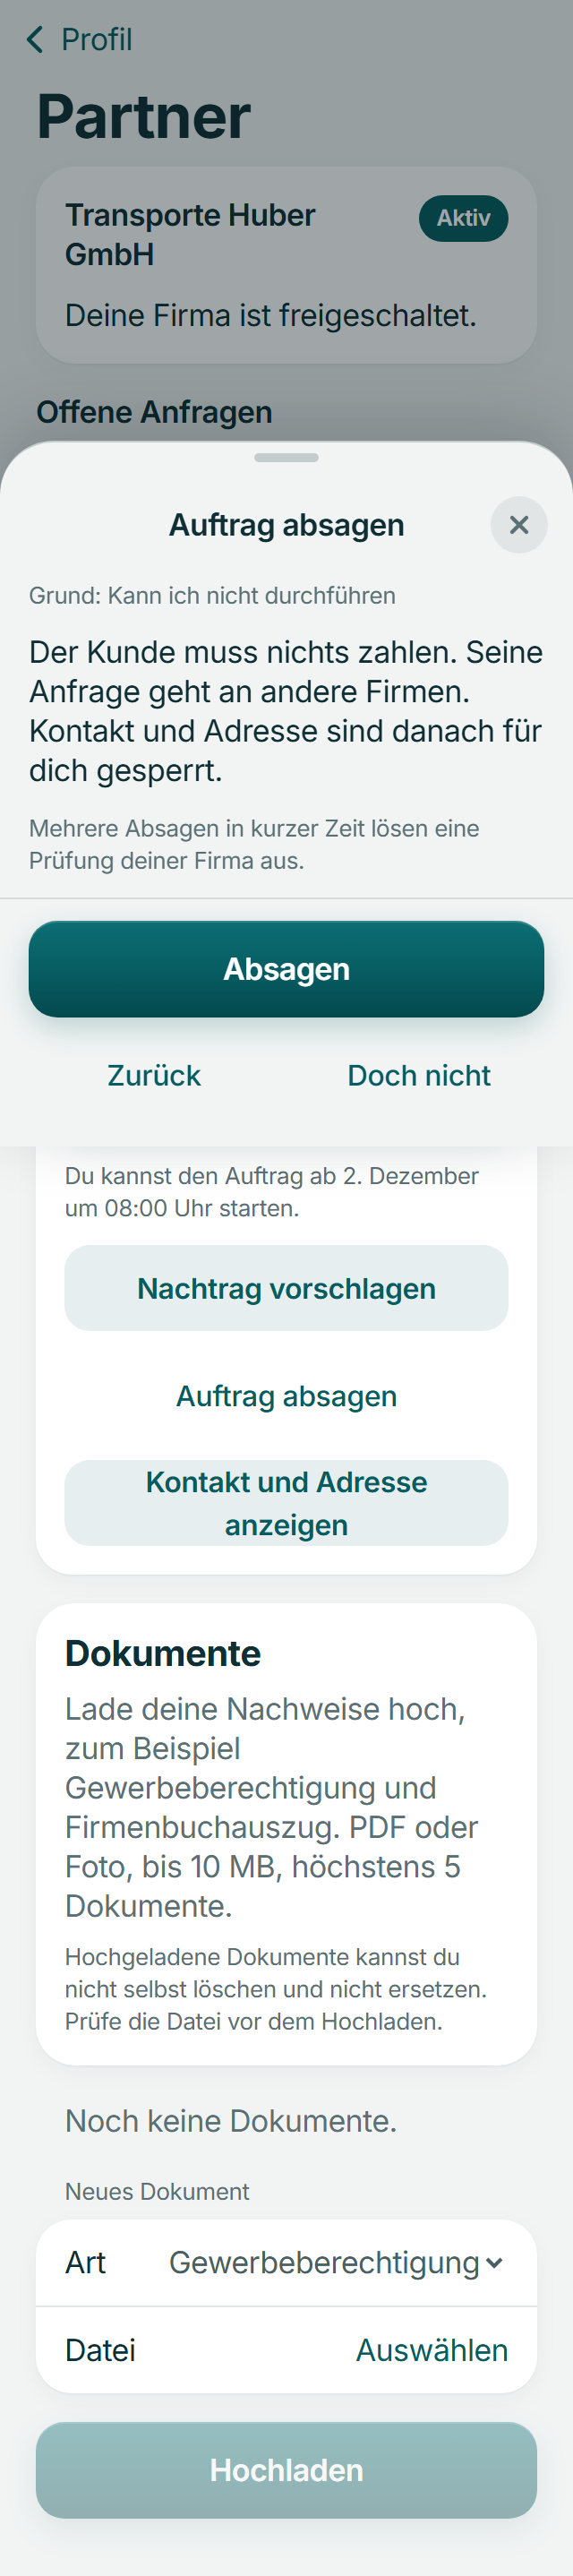 Profil
Partner
Transporte Huber
GmbH
Aktiv
Deine Firma ist freigeschaltet.
Offene Anfragen
Auftrag absagen
Grund: Kann ich nicht durchführen
Der Kunde muss nichts zahlen. Seine
Anfrage geht an andere Firmen.
Kontakt und Adresse sind danach für
dich gesperrt.
Mehrere Absagen in kurzer Zeit lösen eine
Prüfung deiner Firma aus.
Absagen
Zurück
Doch nicht
Du kannst den Auftrag ab 2. Dezember
um 08:00 Uhr starten.
Nachtrag vorschlagen
Auftrag absagen
Kontakt und Adresse
anzeigen
Dokumente
Lade deine Nachweise hoch,
zum Beispiel
Gewerbeberechtigung und
Firmenbuchauszug. PDF oder
Foto, bis 10 MB, höchstens 5
Dokumente.
Hochgeladene Dokumente kannst du
nicht selbst löschen und nicht ersetzen.
Prüfe die Datei vor dem Hochladen.
Noch keine Dokumente.
Neues Dokument
Art
Gewerbeberechtigung
Datei
Auswählen
Hochladen